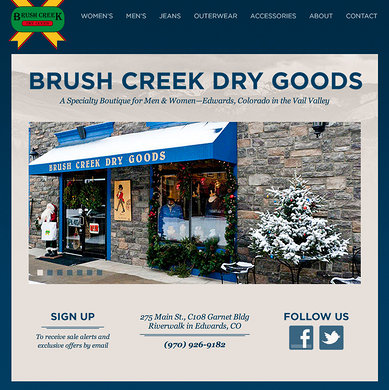 BRUSH CREEK
DRY GOODS
WOMEN'S MEN'S JEANS OUTERWEAR ACCESSORIES ABOUT CONTACT
BRUSH CREEK DRY GOODS
A Specialty Boutique for Men & Women—Edwards, Colorado in the Vail Valley
BRUSH CREEK DRY GOODS
SIGN UP
To receive sale alerts and
exclusive offers by email
275 Main St., C108 Garnet Bldg
Riverwalk in Edwards, CO
(970) 926-9182
FOLLOW US